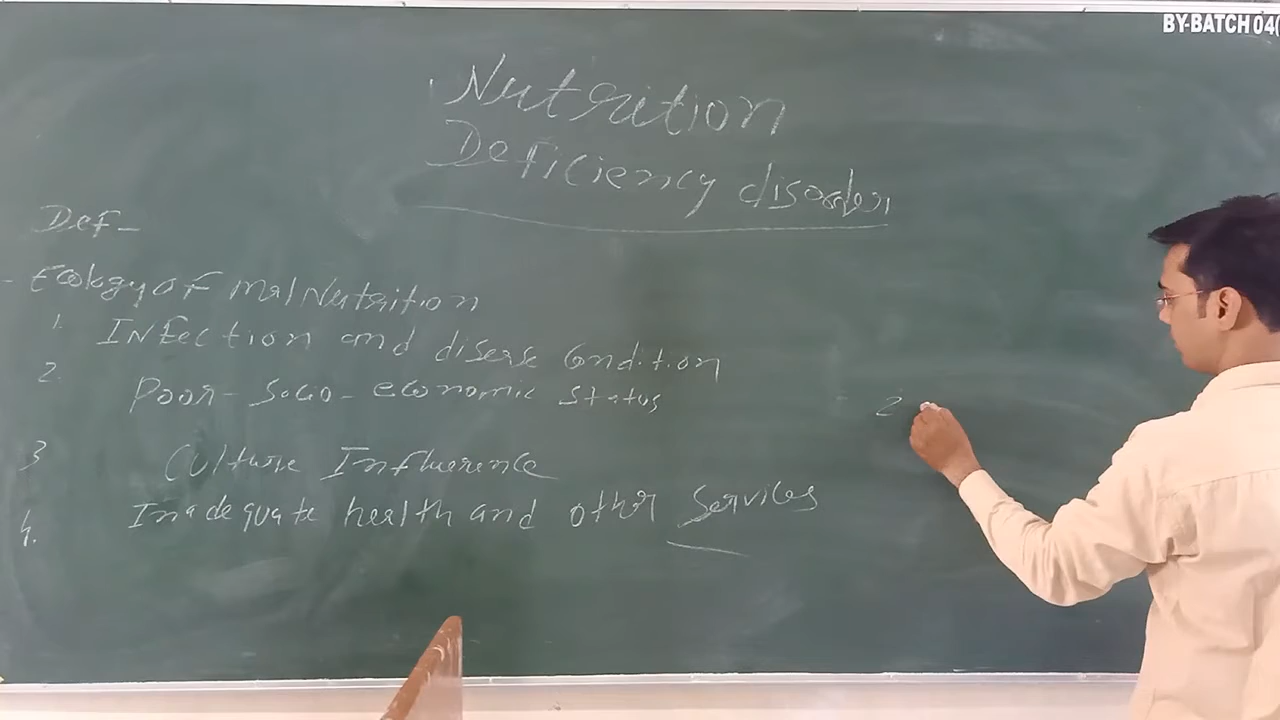 BY-BATCH 04(
Nutrition
Deficiency disorder
Def-
- Ecology of MalNutrition
1. Infection and disease Condition
2. Poor-Socio-economic Status
3 Culture Influerence
4. Inadequate health and other Services
2